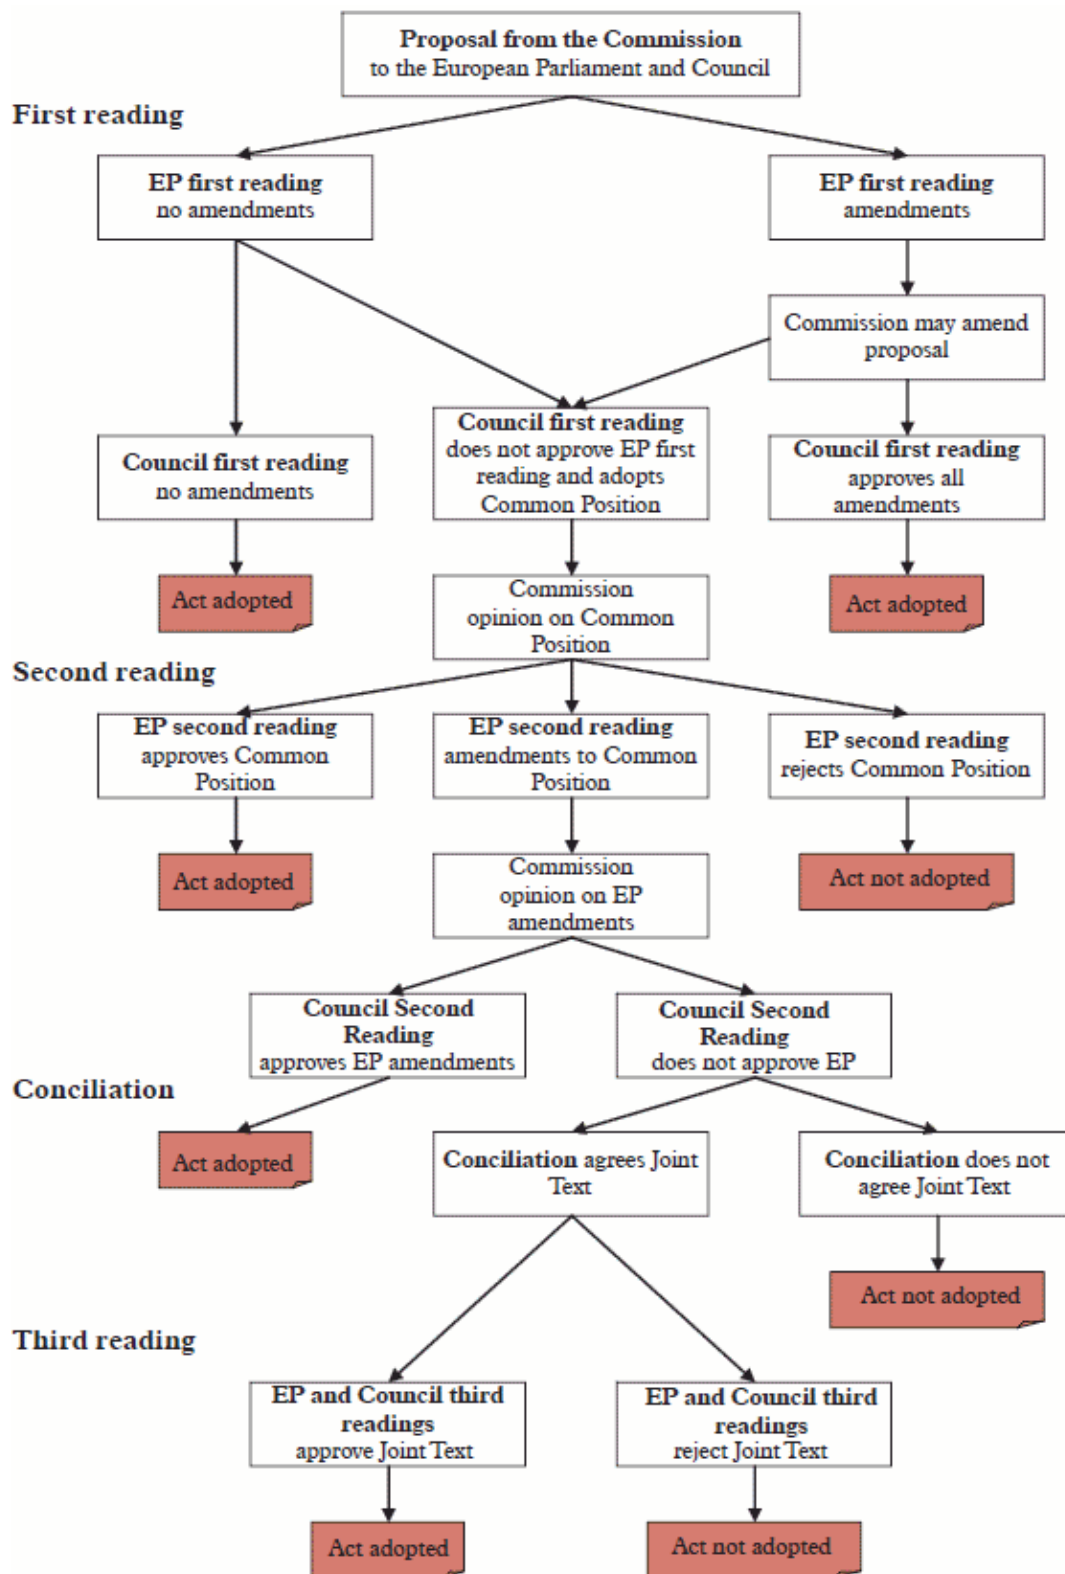 Proposal from the Commission
to the European Parliament and Council
First reading
EP first reading
no amendments
EP first reading
amendments
Commission may amend
proposal
Council first reading
no amendments
Council first reading
does not approve EP first
reading and adopts
Common Position
Council first reading
approves all
amendments
Act adopted
Commission
opinion on Common
Position
Act adopted
Second reading
EP second reading
approves Common
Position
EP second reading
amendments to Common
Position
EP second reading
rejects Common Position
Act adopted
Commission
opinion on EP
amendments
Act not adopted
Council Second
Reading
approves EP amendments
Council Second
Reading
does not approve EP
Conciliation
Act adopted
Conciliation agrees Joint
Text
Conciliation does not
agree Joint Text
Act not adopted
Third reading
EP and Council third
readings
approve Joint Text
EP and Council third
readings
reject Joint Text
Act adopted
Act not adopted